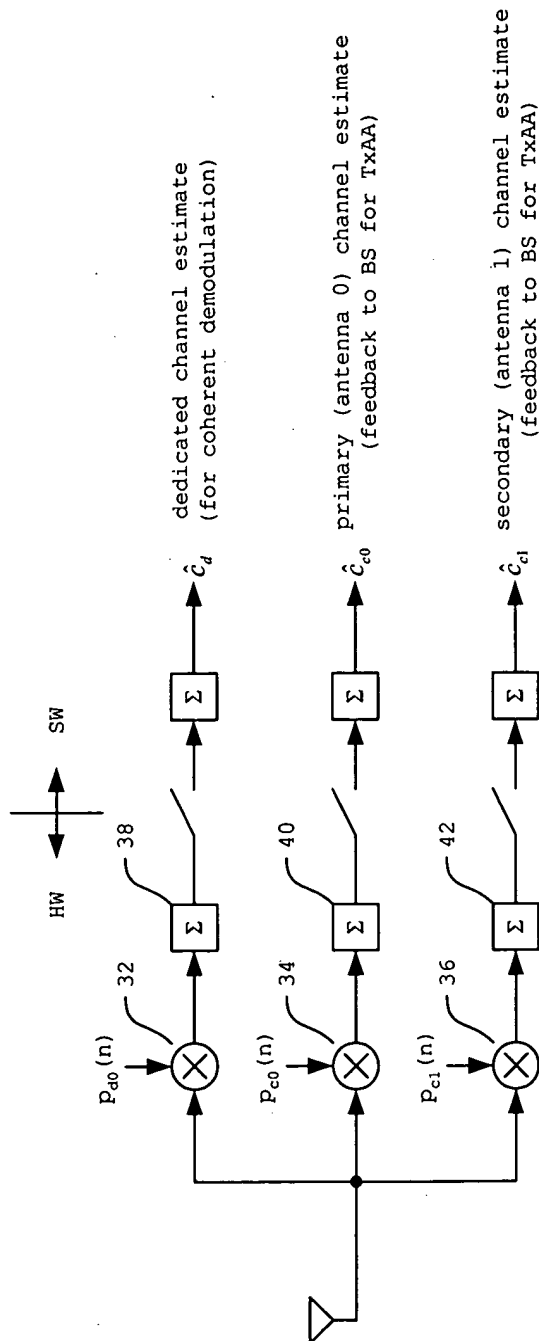 HW SW
p_d0(n)
32
38
Σ
Σ
ĉ_d
dedicated channel estimate
(for coherent demodulation)
p_c0(n)
34
40
Σ
Σ
ĉ_c0
primary (antenna 0) channel estimate
(feedback to BS for TxAA)
p_c1(n)
36
42
Σ
Σ
ĉ_c1
secondary (antenna 1) channel estimate
(feedback to BS for TxAA)